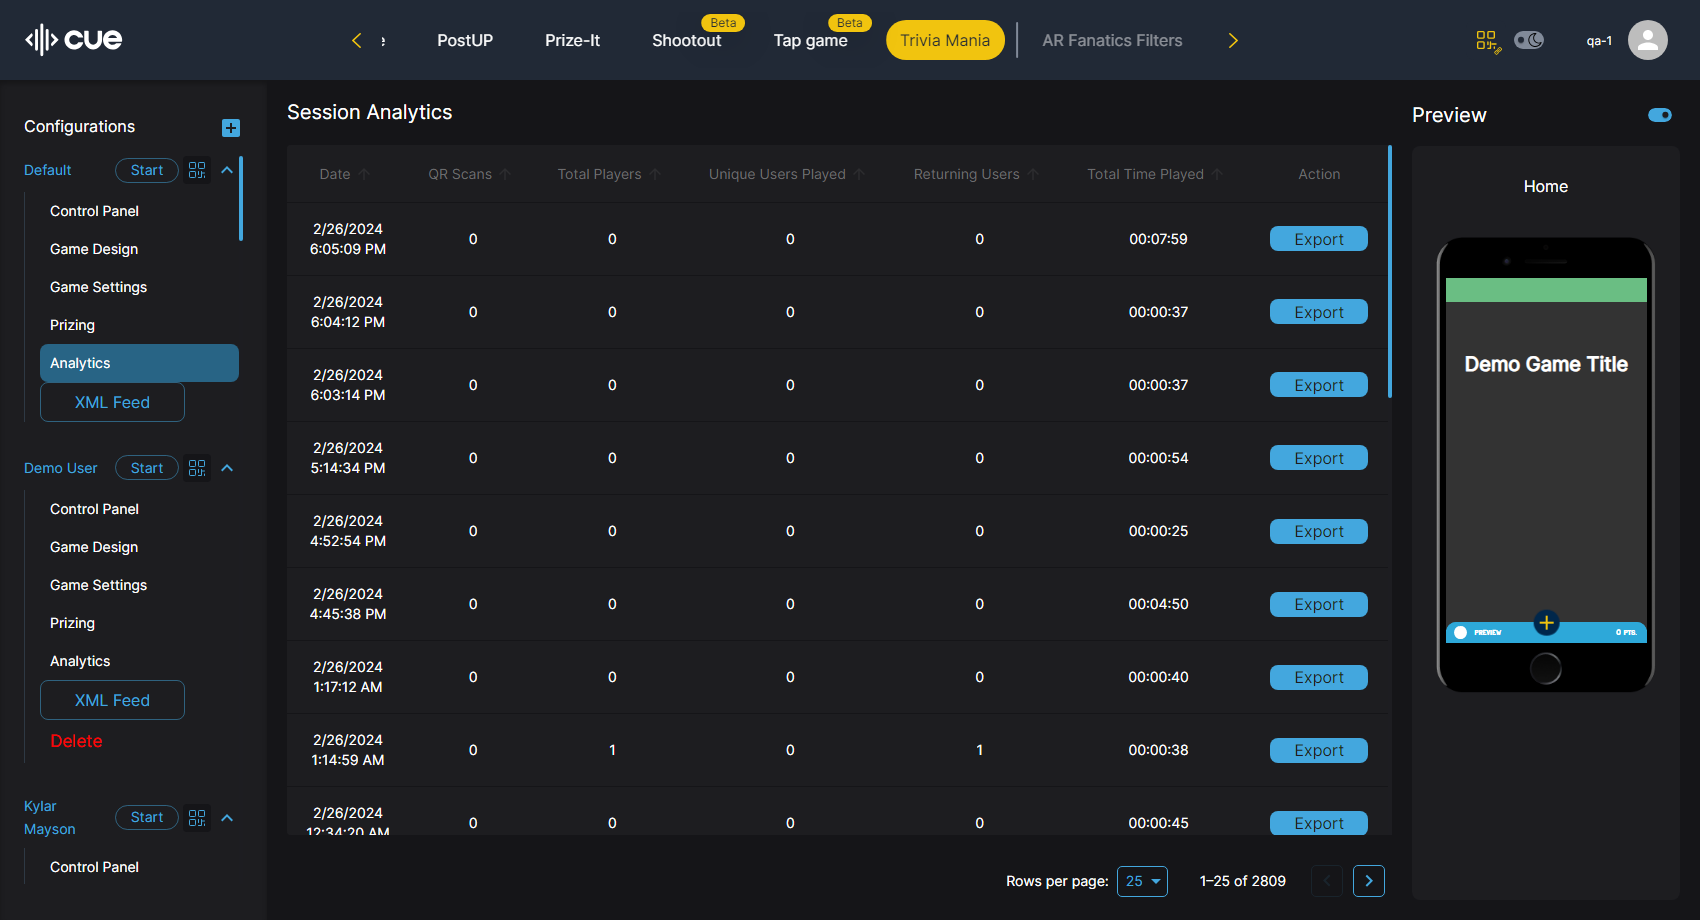 cue
PostUP
Prize-It
Shootout
Beta
Tap game
Beta
Trivia Mania
AR Fanatics Filters
qa-1
Configurations
Default
Start
Control Panel
Game Design
Game Settings
Prizing
Analytics
XML Feed
Demo User
Start
Control Panel
Game Design
Game Settings
Prizing
Analytics
XML Feed
Delete
Kylar
Mayson
Start
Control Panel
Session Analytics
Date QR Scans Total Players Unique Users Played Returning Users Total Time Played Action
2/26/2024
6:05:09 PM 0 0 0 0 00:07:59 Export
2/26/2024
6:04:12 PM 0 0 0 0 00:00:37 Export
2/26/2024
6:03:14 PM 0 0 0 0 00:00:37 Export
2/26/2024
5:14:34 PM 0 0 0 0 00:00:54 Export
2/26/2024
4:52:54 PM 0 0 0 0 00:00:25 Export
2/26/2024
4:45:38 PM 0 0 0 0 00:04:50 Export
2/26/2024
1:17:12 AM 0 0 0 0 00:00:40 Export
2/26/2024
1:14:59 AM 0 1 0 1 00:00:38 Export
2/26/2024
12:34:20 AM 0 0 0 0 00:00:45 Export
Rows per page: 25 1–25 of 2809
Preview
Home
Demo Game Title
PREVIEW
0 PTS.